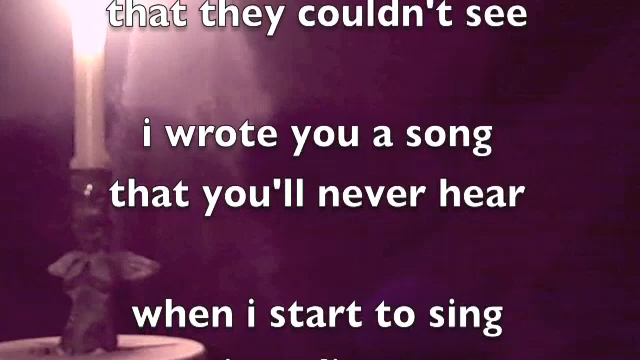 that they couldn't see
i wrote you a song
that you'll never hear
when i start to sing